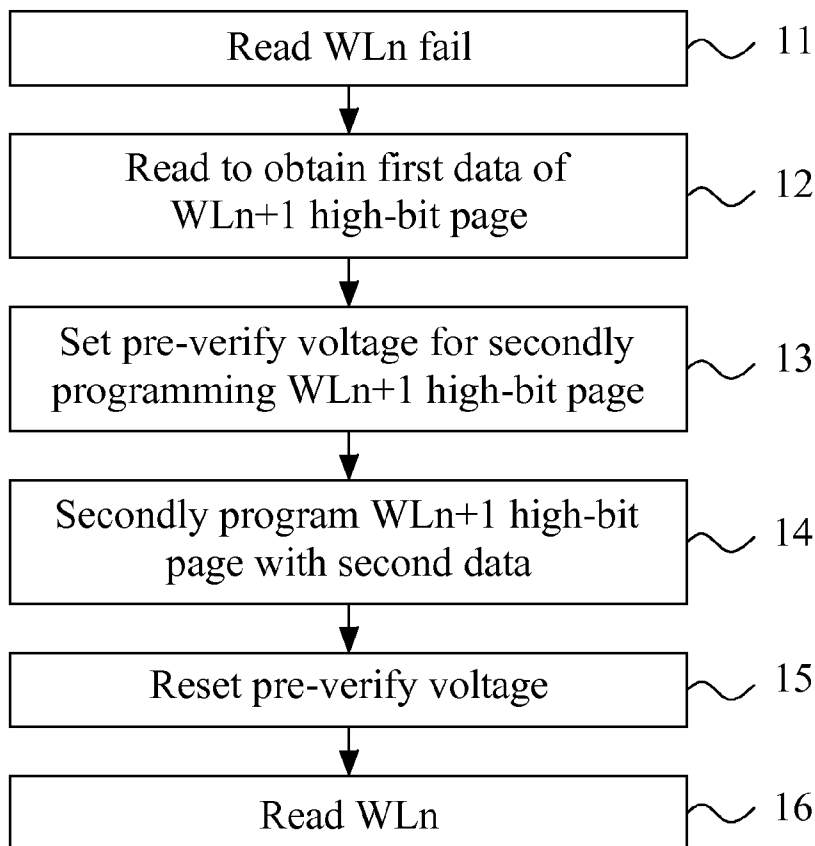 Read WLn fail
11
Read to obtain first data of
WLn+1 high-bit page
12
Set pre-verify voltage for secondly
programming WLn+1 high-bit page
13
Secondly program WLn+1 high-bit
page with second data
14
Reset pre-verify voltage
15
Read WLn
16